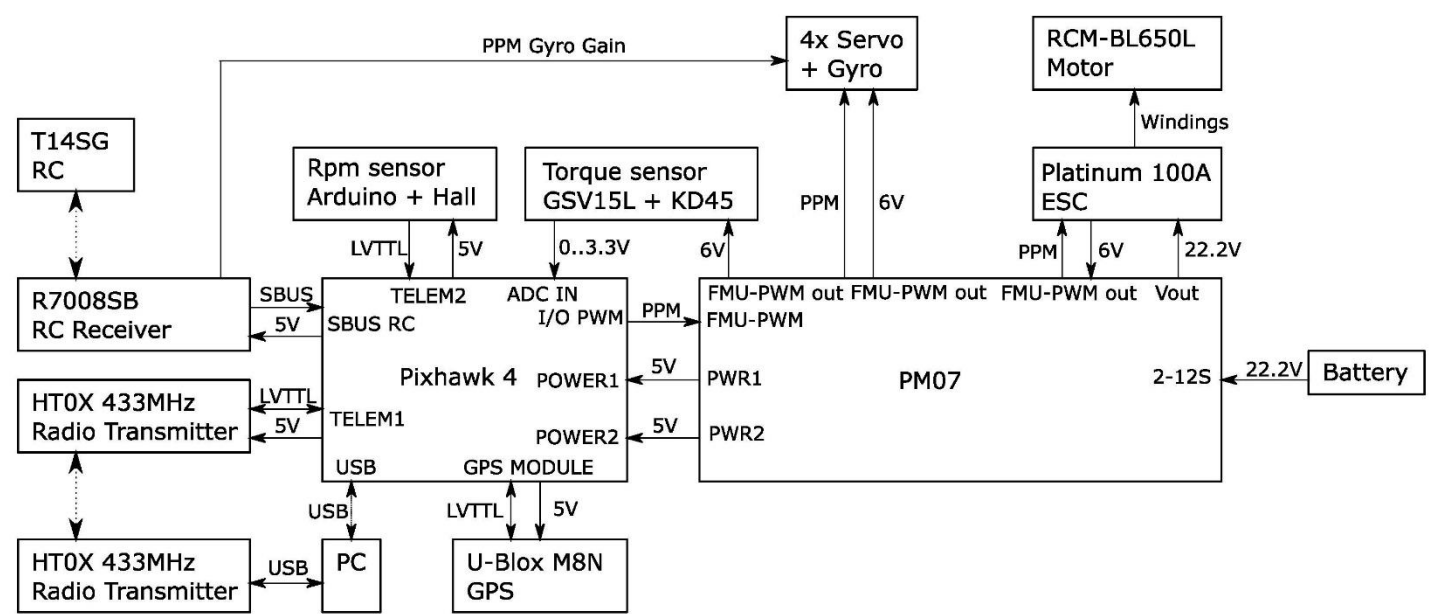 PPM Gyro Gain
4x Servo
+ Gyro
RCM-BL650L
Motor
Windings
T14SG
RC
Rpm sensor
Arduino + Hall
Torque sensor
GSV15L + KD45
Platinum 100A
ESC
PPM
6V
LVTTL
5V
0..3.3V
6V
PPM
6V
22.2V
R7008SB
RC Receiver
SBUS
5V
TELEM2
ADC IN
I/O PWM
SBUS RC
Pixhawk 4
PPM
FMU-PWM out
FMU-PWM out
FMU-PWM out
Vout
FMU-PWM
POWER1
5V
PWR1
PM07
2-12S
22.2V
Battery
HT0X 433MHz
Radio Transmitter
LVTTL
5V
TELEM1
POWER2
5V
PWR2
USB
GPS MODULE
USB
LVTTL
5V
HT0X 433MHz
Radio Transmitter
USB
PC
U-Blox M8N
GPS